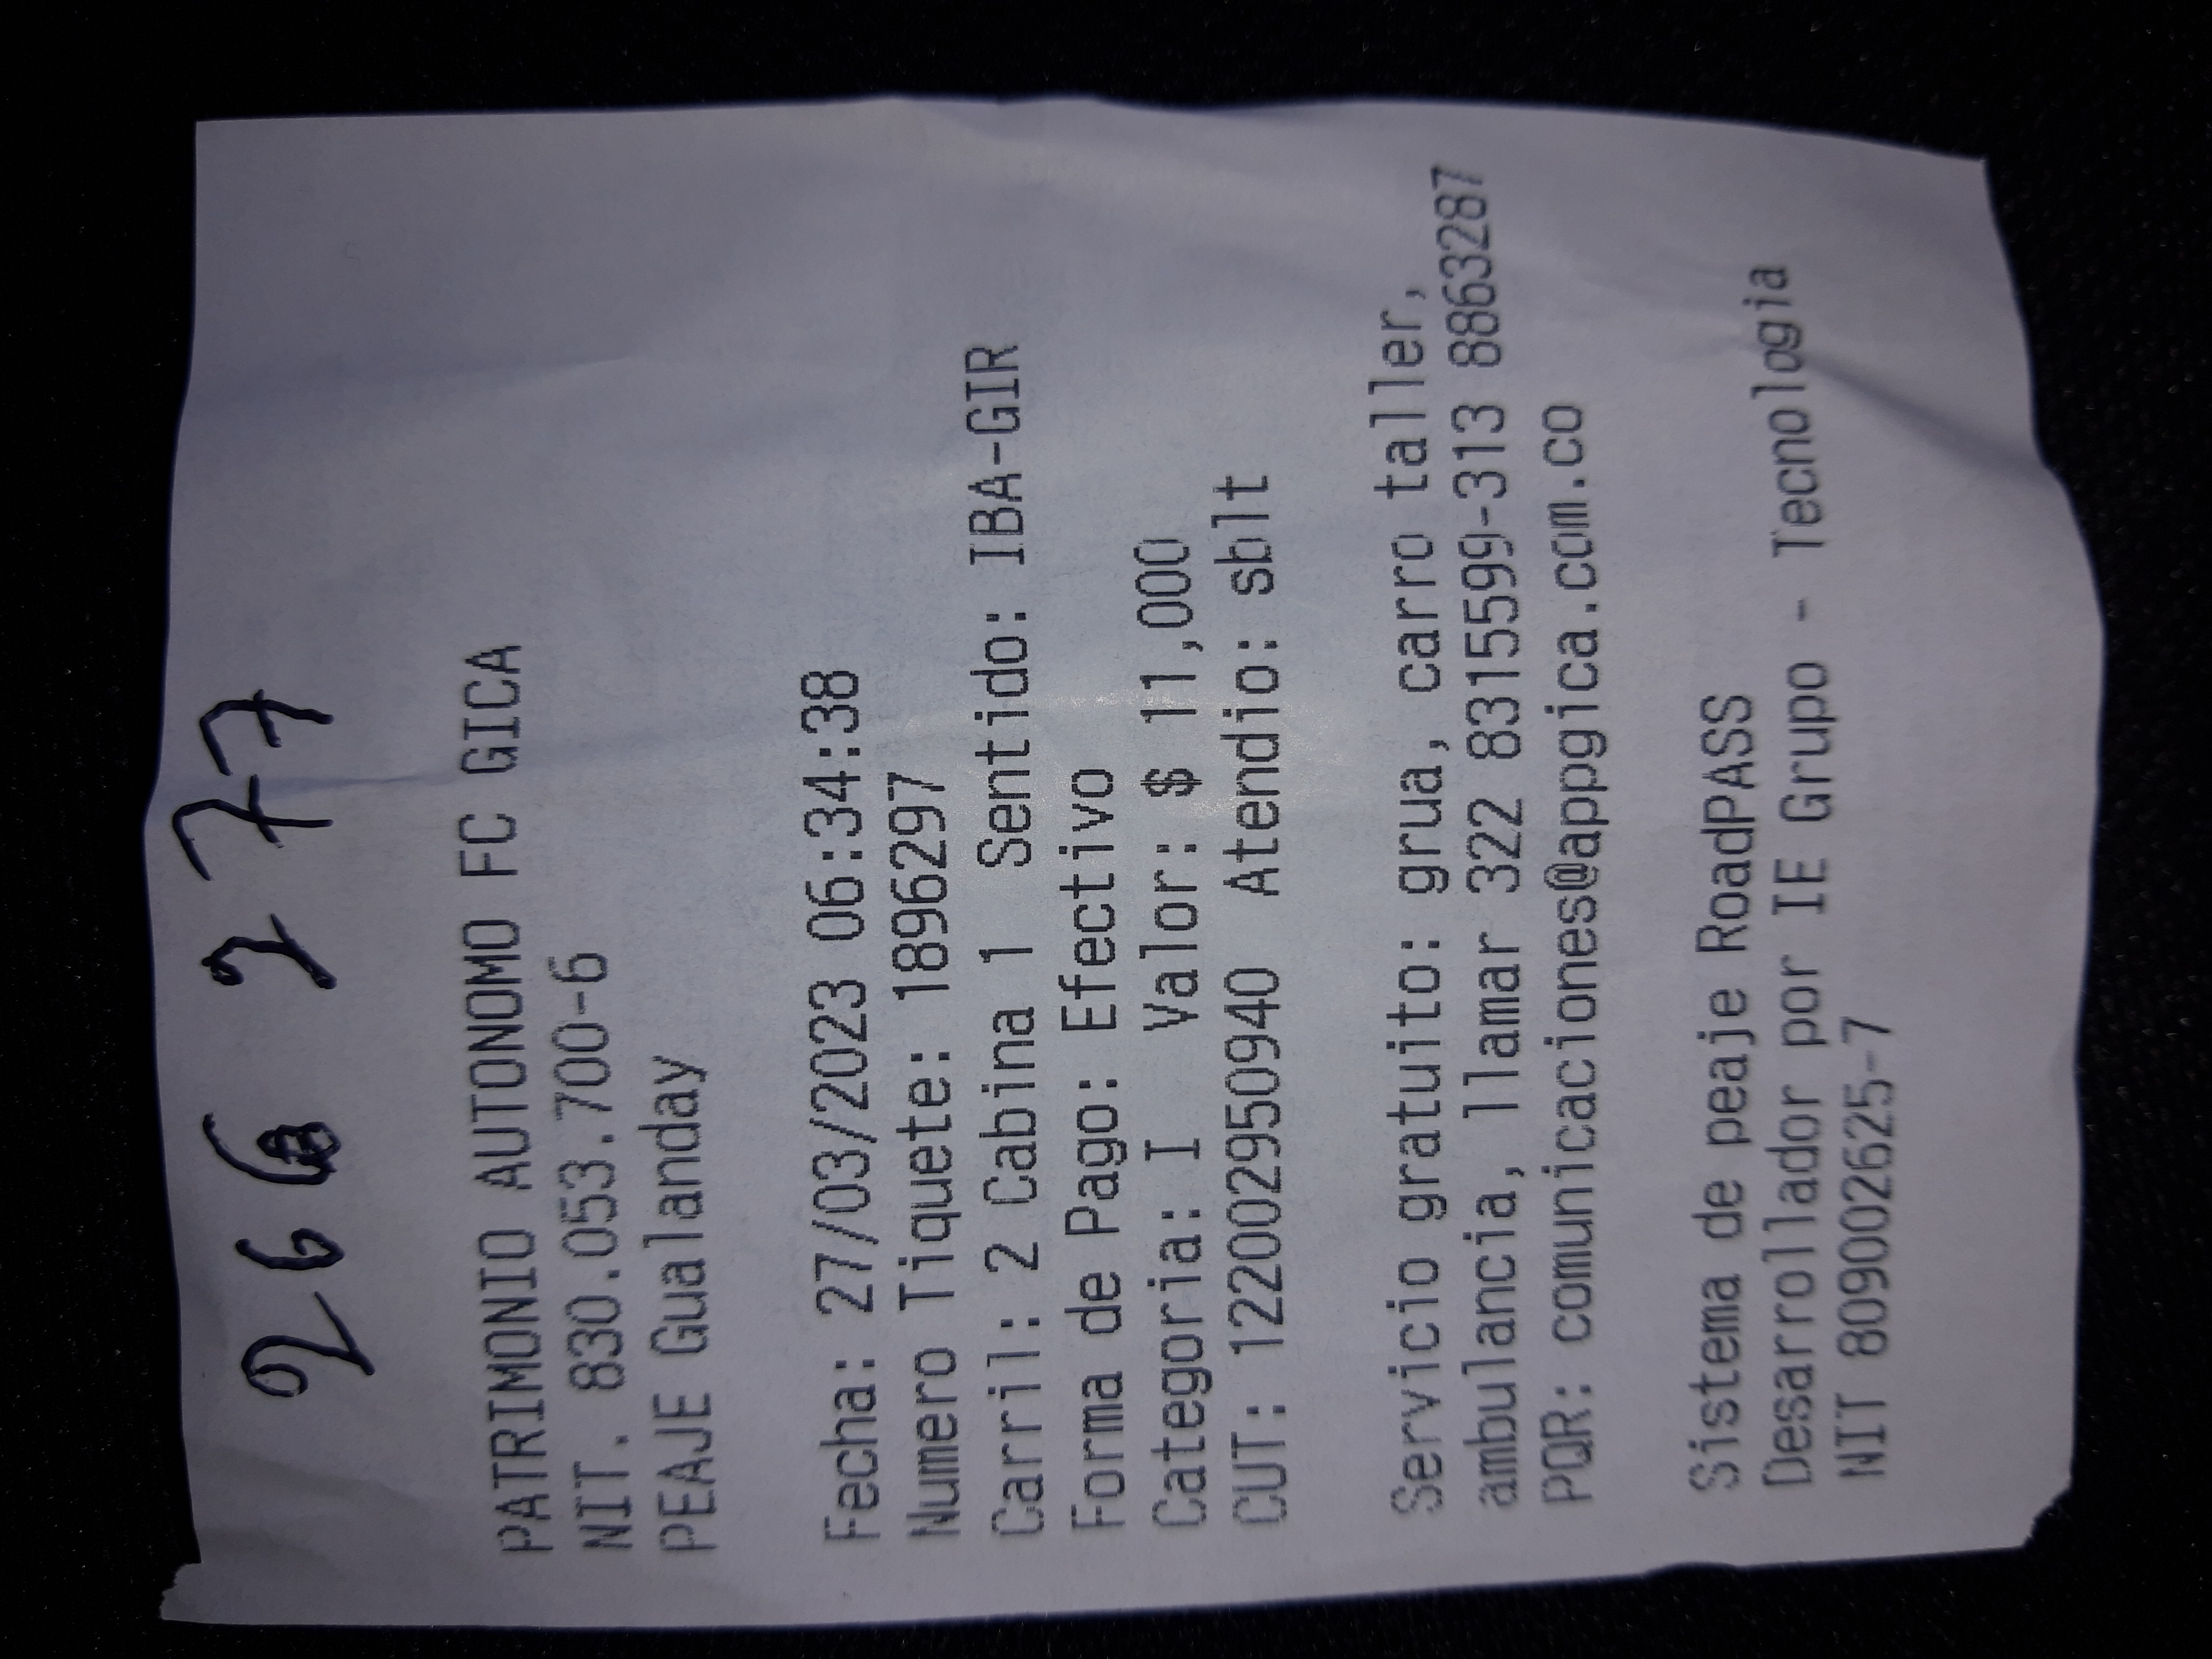 266 277
PATRIMONIO AUTONOMO FC GICA
NIT. 830.053.700-6
PEAJE Gualanday
Fecha: 27/03/2023 06:34:38
Numero Tiquete: 1896297
Carril: 2 Cabina 1 Sentido: IBA-GIR
Forma de Pago: Efectivo
Categoria: I Valor: $ 11,000
CUT: 122002950940 Atendio: sblt
Servicio gratuito: grua, carro taller,
ambulancia, llamar 322 8315599-313 8863287
PQR: comunicaciones@appgica.com.co
Sistema de peaje RoadPASS
Desarrollador por IE Grupo - Tecnologia
NIT 809002625-7